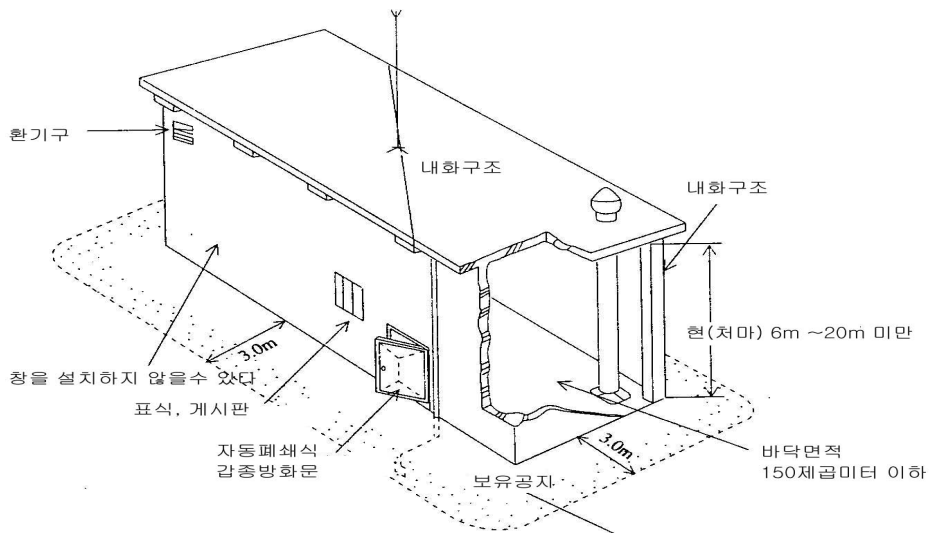 환기구
내화구조
내화구조
현(처마) 6m ~20m 미만
3.0m
창을 설치하지 않을수 있다
표식, 게시판
자동폐쇄식
갑종방화문
3.0m
보유공지
바닥면적
150제곱미터 이하